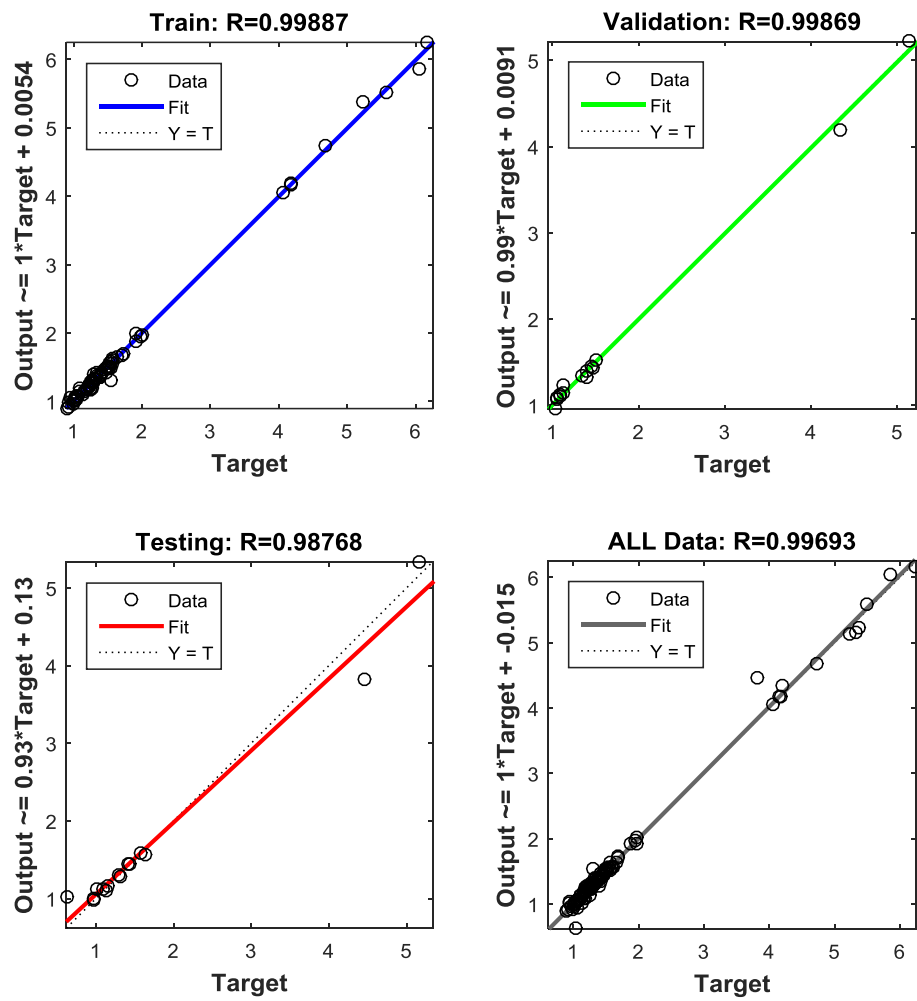 Train: R=0.99887
Output ~= 1*Target + 0.0054
6
5
4
3
2
1
Data
Fit
Y = T
1 2 3 4 5 6
Target
Validation: R=0.99869
Output ~= 0.99*Target + 0.0091
5
4
3
2
1
Data
Fit
Y = T
1 2 3 4 5
Target
Testing: R=0.98768
Output ~= 0.93*Target + 0.13
5
4
3
2
1
Data
Fit
Y = T
1 2 3 4 5
Target
ALL Data: R=0.99693
Output ~= 1*Target + -0.015
6
5
4
3
2
1
Data
Fit
Y = T
1 2 3 4 5 6
Target